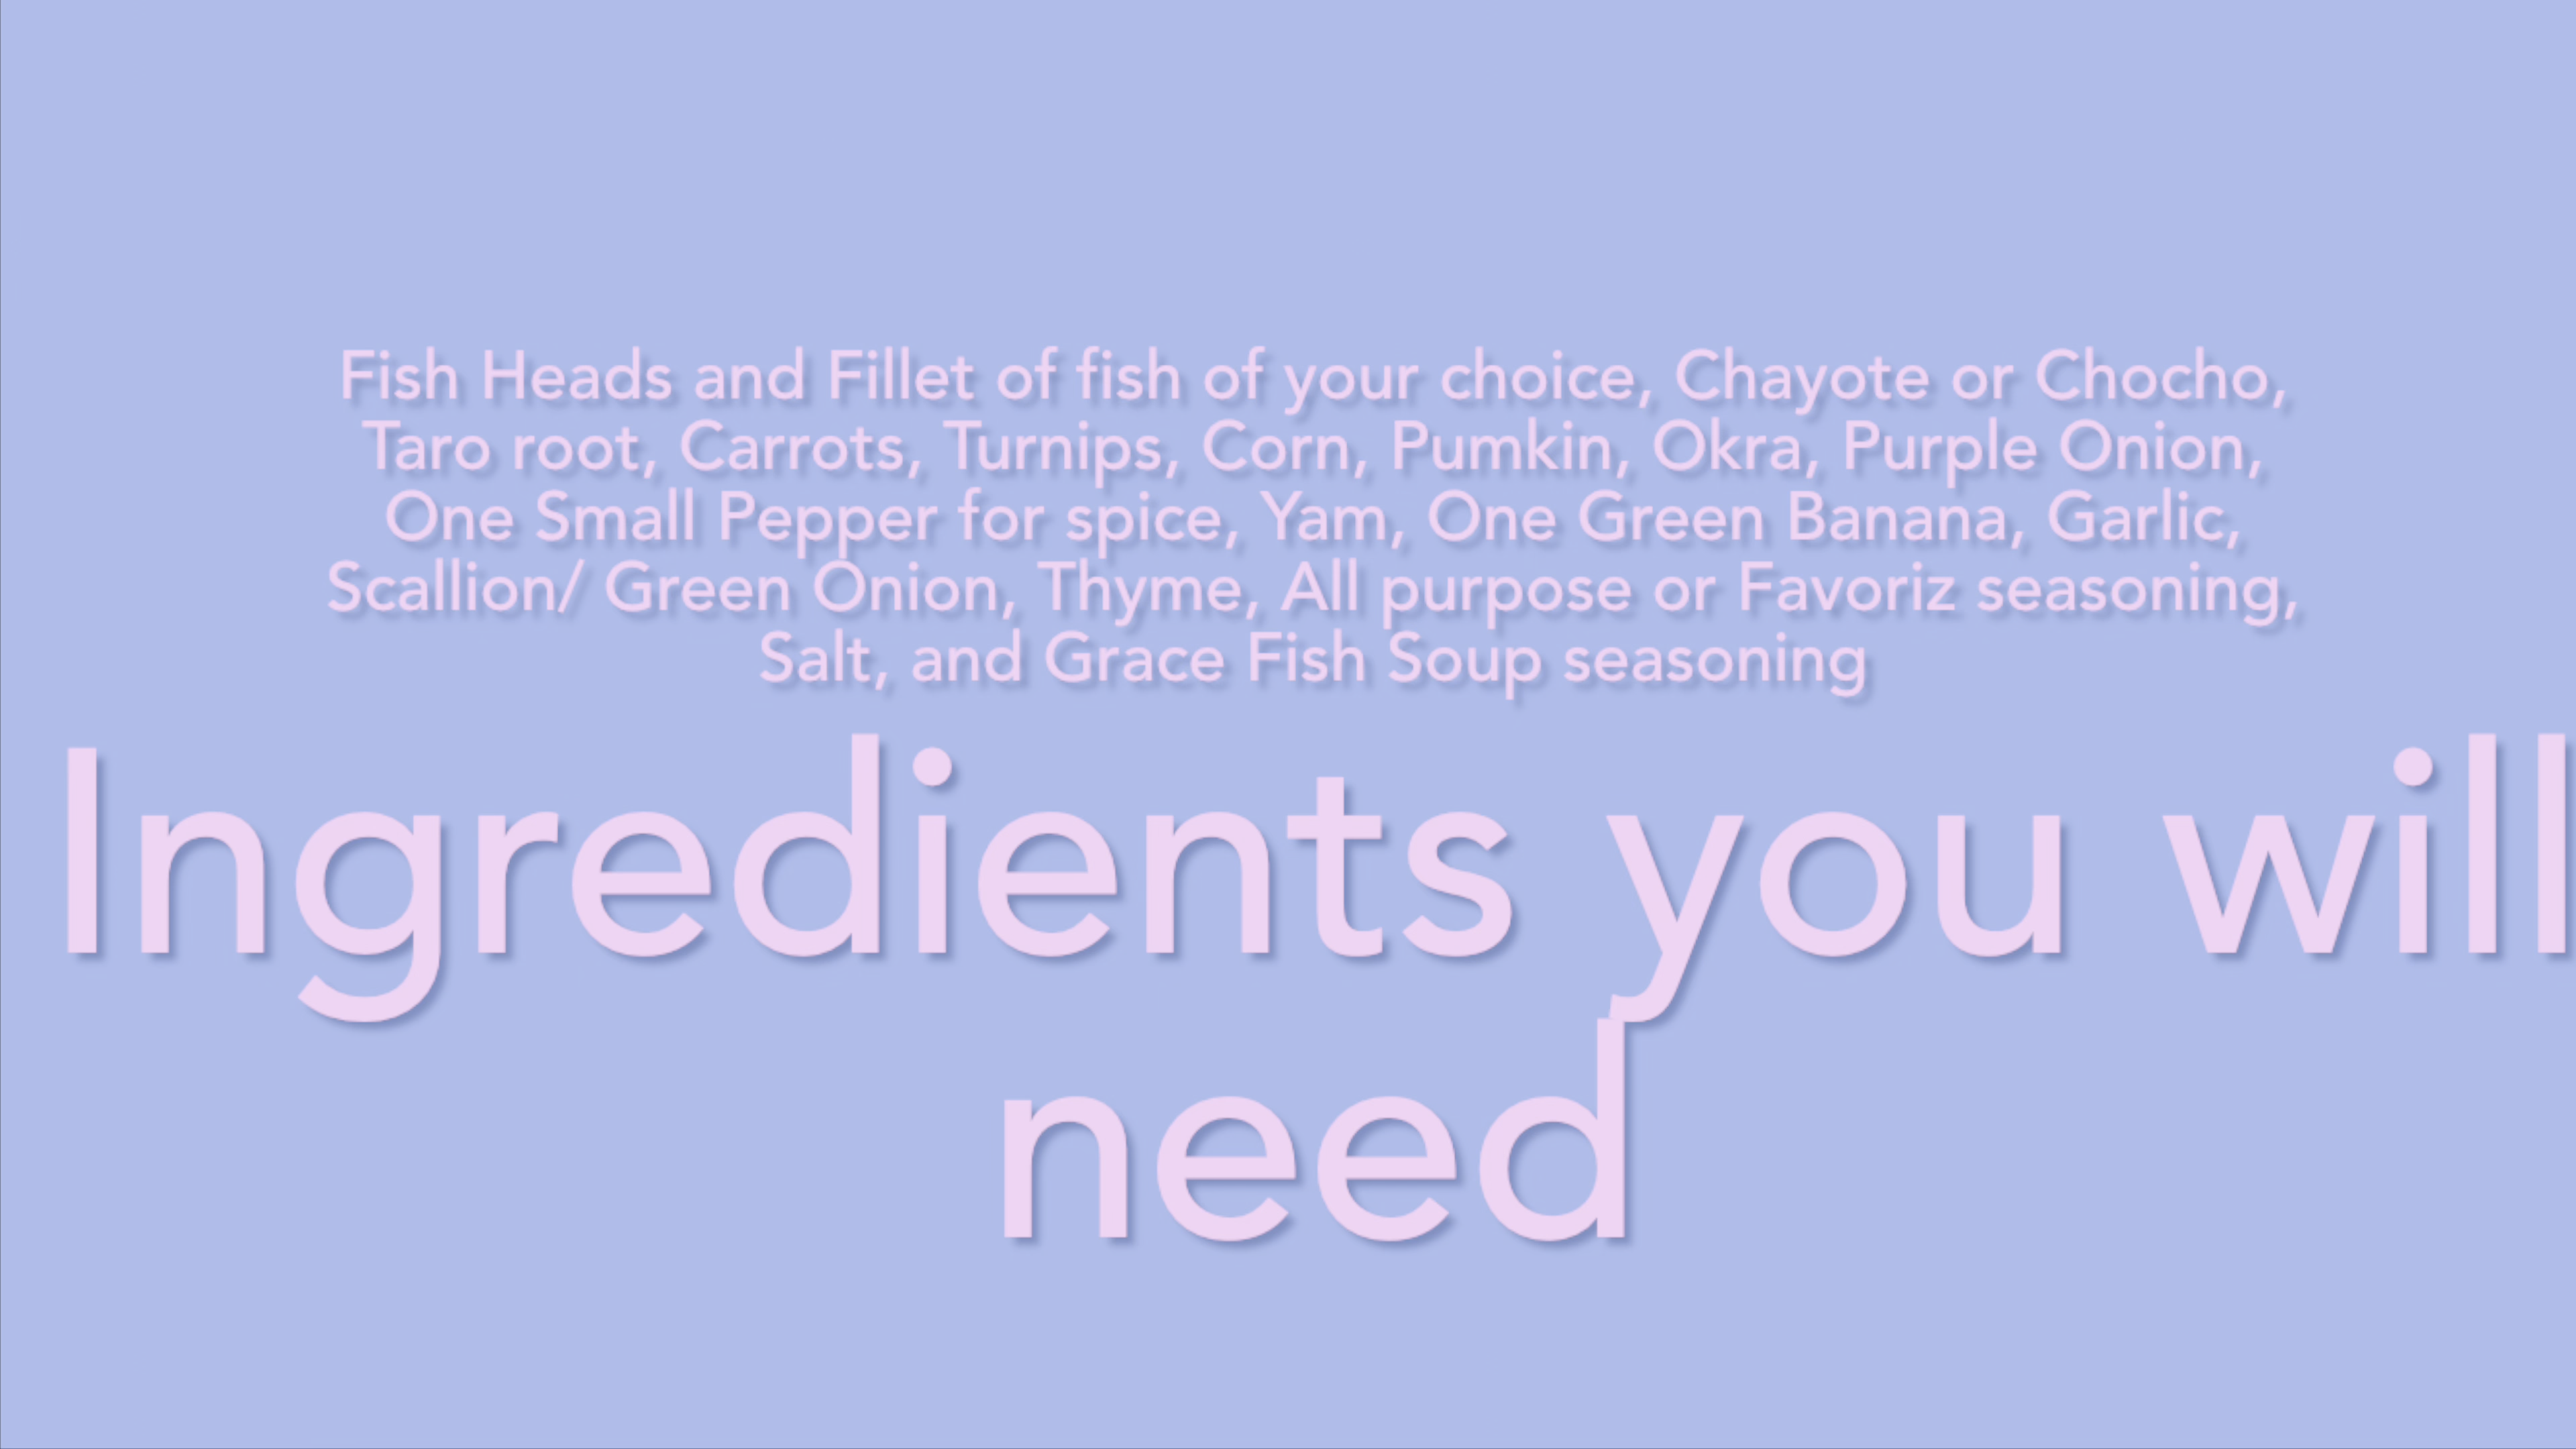 Fish Heads and Fillet of fish of your choice, Chayote or Chocho,
Taro root, Carrots, Turnips, Corn, Pumkin, Okra, Purple Onion,
One Small Pepper for spice, Yam, One Green Banana, Garlic,
Scallion/ Green Onion, Thyme, All purpose or Favoriz seasoning,
Salt, and Grace Fish Soup seasoning
Ingredients you will
need